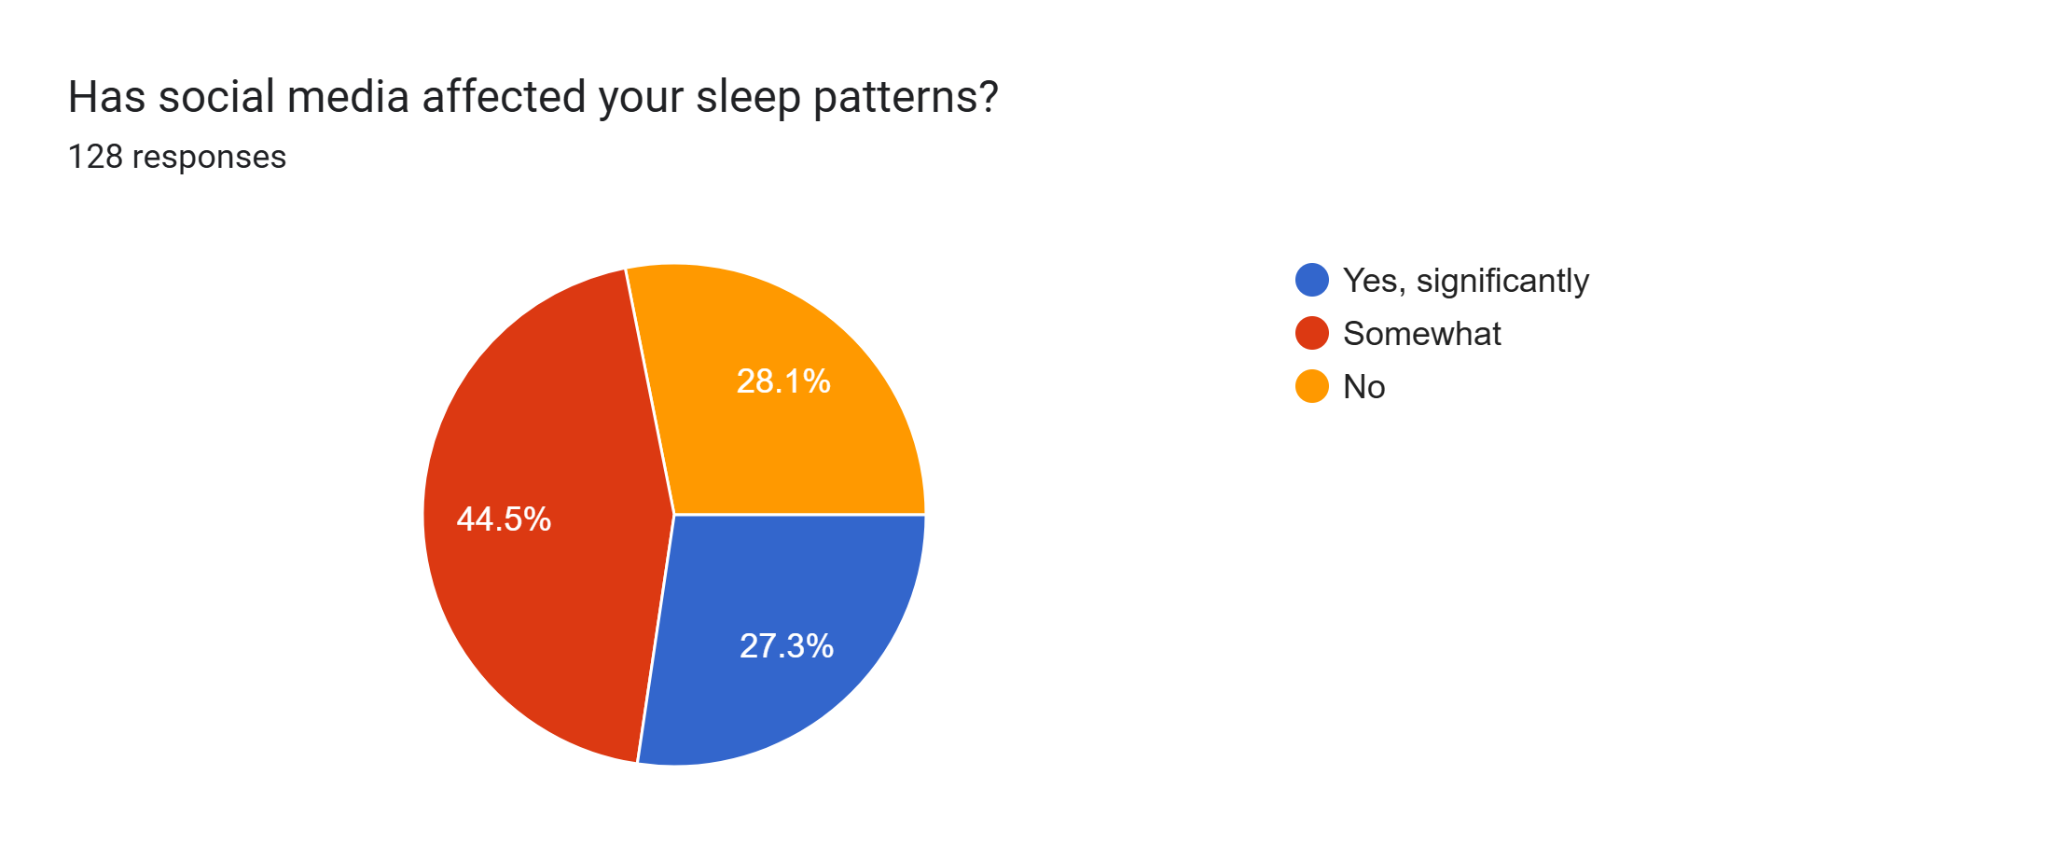 Has social media affected your sleep patterns?
128 responses
Yes, significantly
Somewhat
No
28.1%
44.5%
27.3%